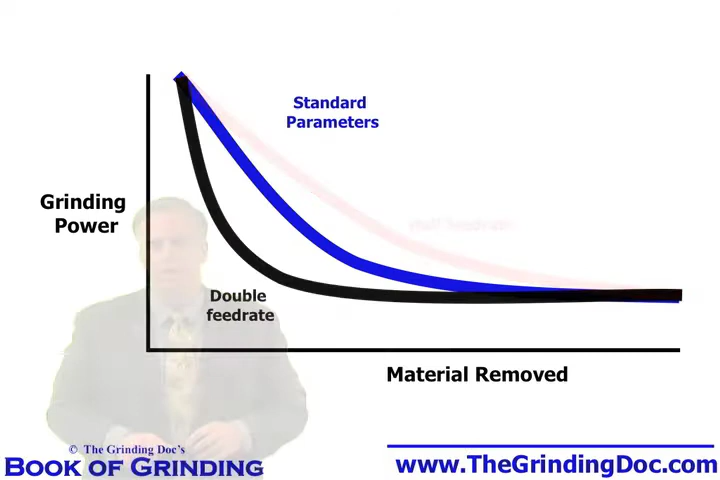 Standard
Parameters
Grinding
Power
Double
feedrate
Material Removed
© The Grinding Doc's
BOOK OF GRINDING
www.TheGrindingDoc.com